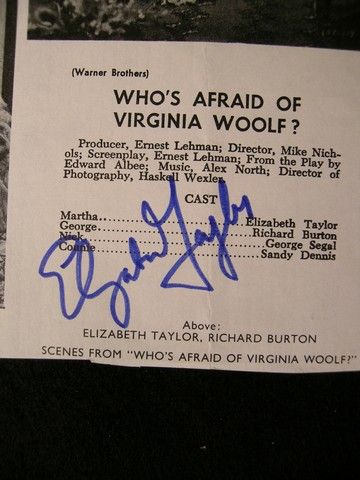 (Warner Brothers)
WHO'S AFRAID OF
VIRGINIA WOOLF?
Producer, Ernest Lehman; Director, Mike Nich-
ols; Screenplay, Ernest Lehman; From the Play by
Edward Albee; Music, Alex North; Director of
Photography, Haskell Wexler.
CAST
Martha..............................Elizabeth Taylor
George..............................Richard Burton
Nick..............................George Segal
Connie..............................Sandy Dennis
Elizabeth Taylor
Above:
ELIZABETH TAYLOR, RICHARD BURTON
SCENES FROM "WHO'S AFRAID OF VIRGINIA WOOLF?"